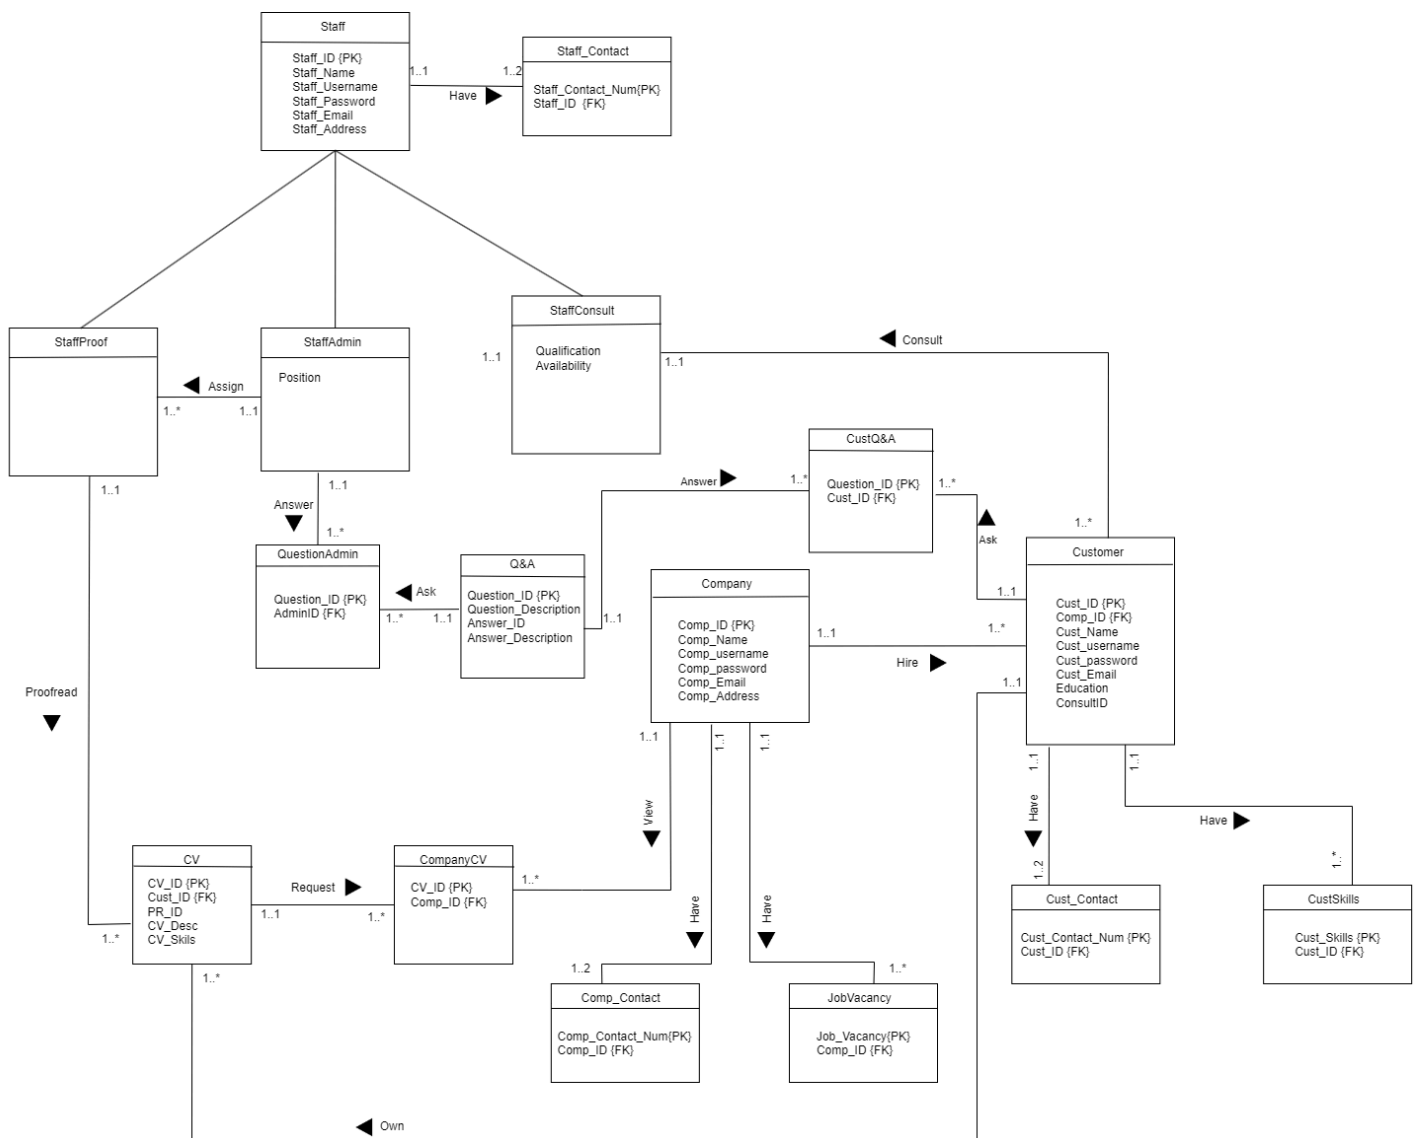 Staff
Staff_ID {PK}
Staff_Name
Staff_Username
Staff_Password
Staff_Email
Staff_Address
1..1
1..2
Have
Staff_Contact
Staff_Contact_Num{PK}
Staff_ID {FK}
StaffProof
StaffAdmin
Position
Assign
1..*
1..1
StaffConsult
Qualification
Availability
1..1
1..1
Consult
1..1
1..1
Answer
1..*
QuestionAdmin
Question_ID {PK}
AdminID {FK}
Ask
1..*
1..1
Q&A
Question_ID {PK}
Question_Description
Answer_ID
Answer_Description
1..1
Answer
1..*
CustQ&A
Question_ID {PK}
Cust_ID {FK}
1..*
Ask
1..1
1..*
Customer
Cust_ID {PK}
Comp_ID {FK}
Cust_Name
Cust_username
Cust_password
Cust_Email
Education
ConsultID
Company
Comp_ID {PK}
Comp_Name
Comp_username
Comp_password
Comp_Email
Comp_Address
1..1
1..*
Hire
1..1
Proofread
1..1
1..1
1..1
View
Have
Have
1..1
1..1
Have
Have
1..2
1..*
CV
CV_ID {PK}
Cust_ID {FK}
PR_ID
CV_Desc
CV_Skils
1..*
1..*
Request
1..1
1..*
CompanyCV
CV_ID {PK}
Comp_ID {FK}
1..*
1..2
Comp_Contact
Comp_Contact_Num{PK}
Comp_ID {FK}
1..*
JobVacancy
Job_Vacancy{PK}
Comp_ID {FK}
Cust_Contact
Cust_Contact_Num {PK}
Cust_ID {FK}
CustSkills
Cust_Skills {PK}
Cust_ID {FK}
Own